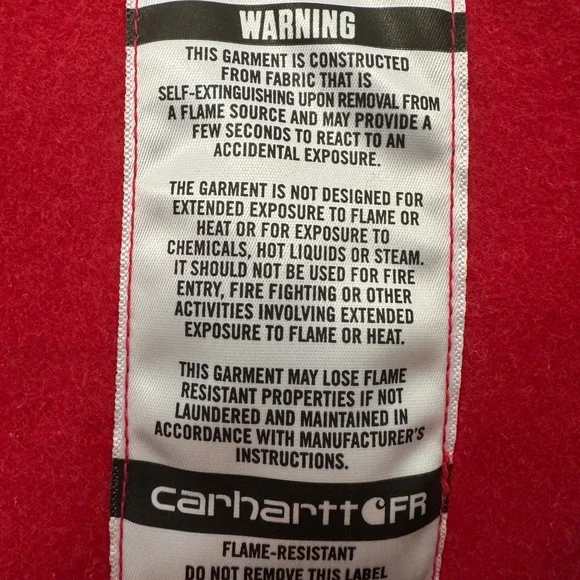 WARNING
THIS GARMENT IS CONSTRUCTED
FROM FABRIC THAT IS
SELF-EXTINGUISHING UPON REMOVAL FROM
A FLAME SOURCE AND MAY PROVIDE A
FEW SECONDS TO REACT TO AN
ACCIDENTAL EXPOSURE.
THE GARMENT IS NOT DESIGNED FOR
EXTENDED EXPOSURE TO FLAME OR
HEAT OR FOR EXPOSURE TO
CHEMICALS, HOT LIQUIDS OR STEAM.
IT SHOULD NOT BE USED FOR FIRE
ENTRY, FIRE FIGHTING OR OTHER
ACTIVITIES INVOLVING EXTENDED
EXPOSURE TO FLAME OR HEAT.
THIS GARMENT MAY LOSE FLAME
RESISTANT PROPERTIES IF NOT
LAUNDERED AND MAINTAINED IN
ACCORDANCE WITH MANUFACTURER'S
INSTRUCTIONS.
carhartt FR
FLAME-RESISTANT
DO NOT REMOVE THIS LABEL